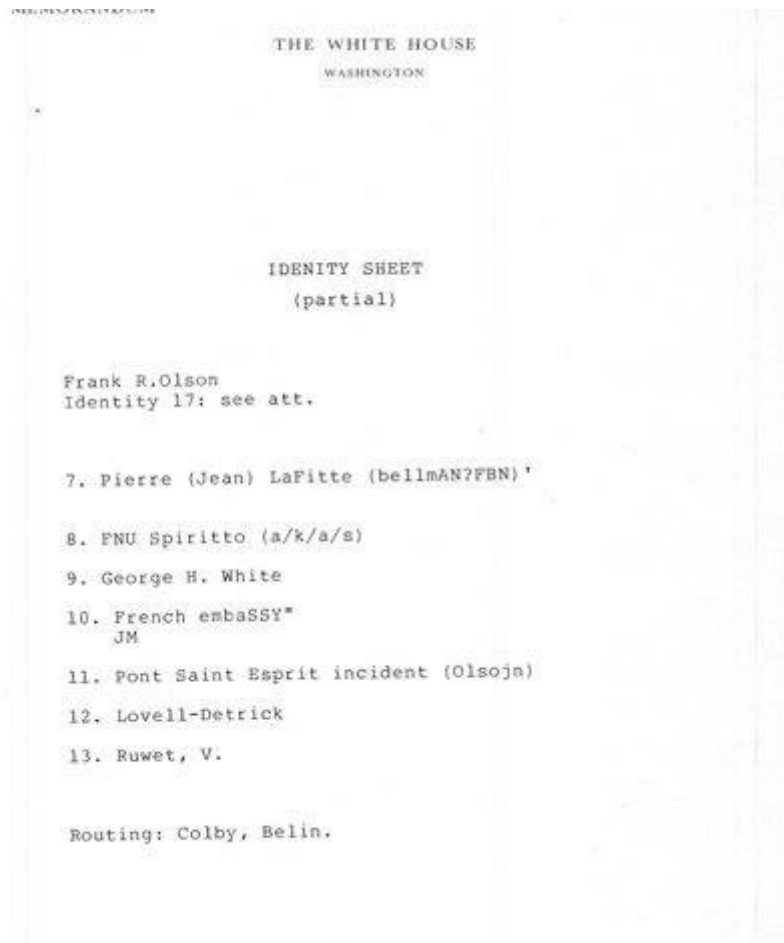 MEMORANDUM
THE WHITE HOUSE
WASHINGTON
IDENITY SHEET
(partial)
Frank R.Olson
Identity 17: see att.
7. Pierre (Jean) LaFitte (bellmAN?FBN)'
8. FNU Spiritto (a/k/a/s)
9. George H. White
10. French embaSSY"
JM
11. Pont Saint Esprit incident (Olsojn)
12. Lovell-Detrick
13. Ruwet, V.
Routing: Colby, Belin.